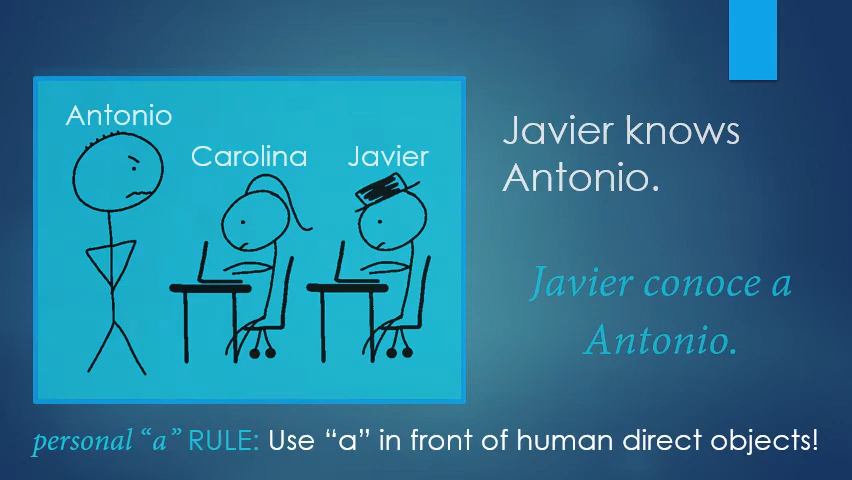 Antonio
Carolina
Javier
Javier knows
Antonio.
Javier conoce a
Antonio.
personal “a” RULE: Use “a” in front of human direct objects!